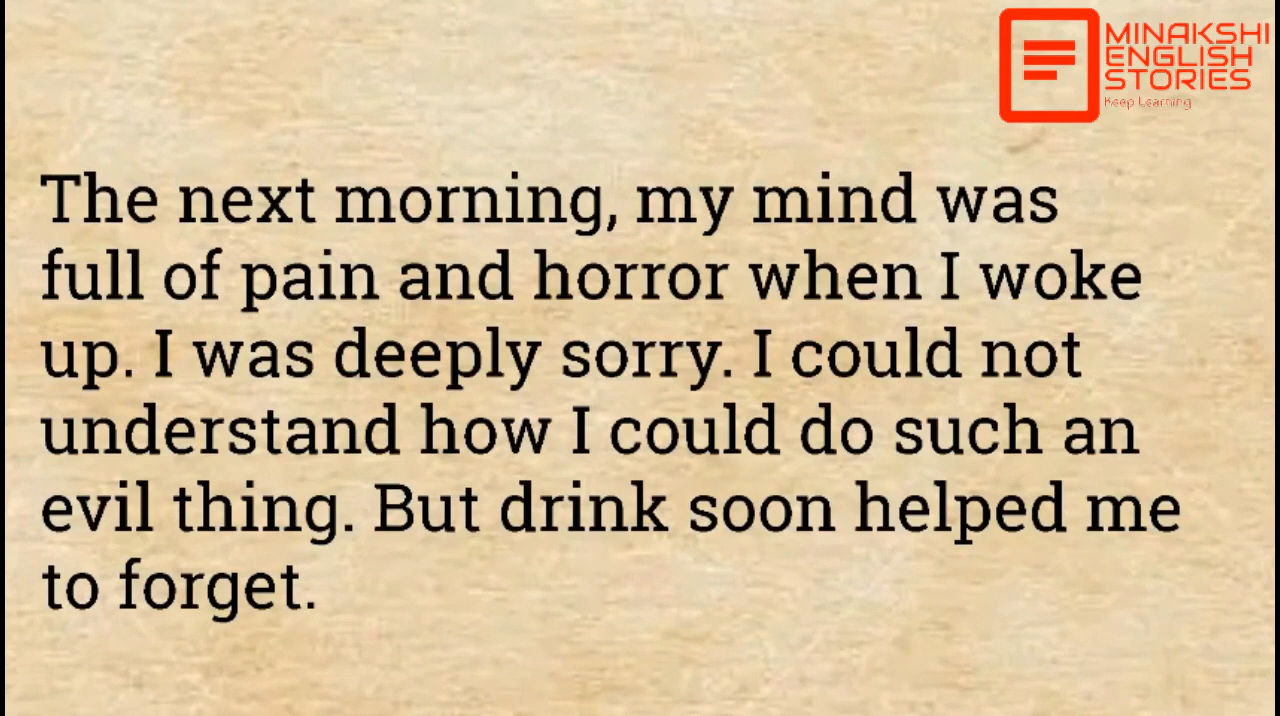 MINAKSHI
ENGLISH
STORIES
Keep Learning
The next morning, my mind was
full of pain and horror when I woke
up. I was deeply sorry. I could not
understand how I could do such an
evil thing. But drink soon helped me
to forget.